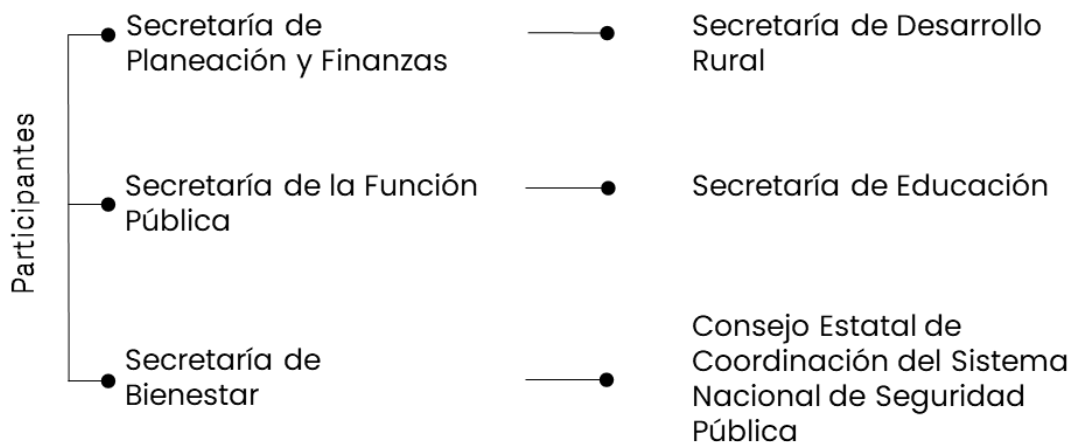 Participantes
Secretaría de
Planeación y Finanzas
Secretaría de Desarrollo
Rural
Secretaría de la Función
Pública
Secretaría de Educación
Secretaría de
Bienestar
Consejo Estatal de
Coordinación del Sistema
Nacional de Seguridad
Pública